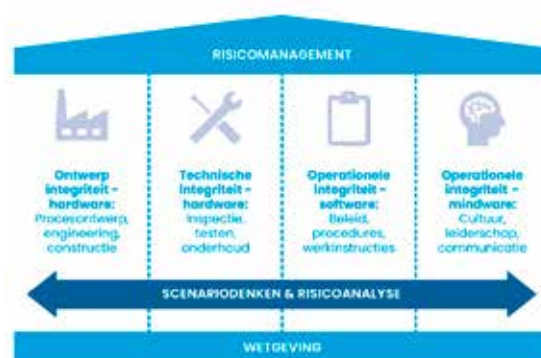 RISICOMANAGEMENT
Ontwerp
integriteit -
hardware:
Procesontwerp,
engineering,
constructie
Technische
integriteit -
hardware:
Inspectie,
testen,
onderhoud
Operationele
integriteit -
software:
Beleid,
procedures,
werkinstructies
Operationele
integriteit -
mindware:
Cultuur,
leiderschap,
communicatie
SCENARIODENKEN & RISICOANALYSE
WETGEVING